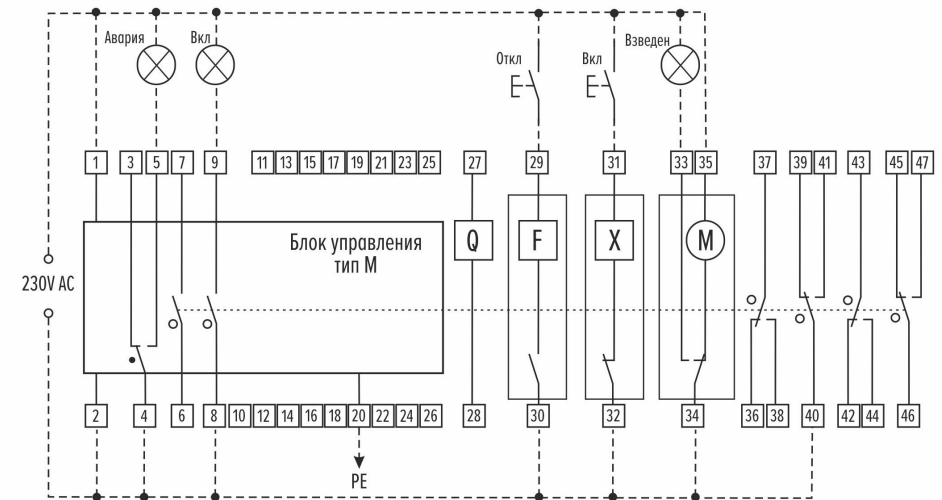 Авария
Вкл
Откл
Вкл
Взведен
1 3 5 7 9 11 13 15 17 19 21 23 25 27 29 31 33 35 37 39 41 43 45 47
Блок управления
тип М
Q F X M
230V AC
2 4 6 8 10 12 14 16 18 20 22 24 26 28 30 32 34 36 38 40 42 44 46
PE